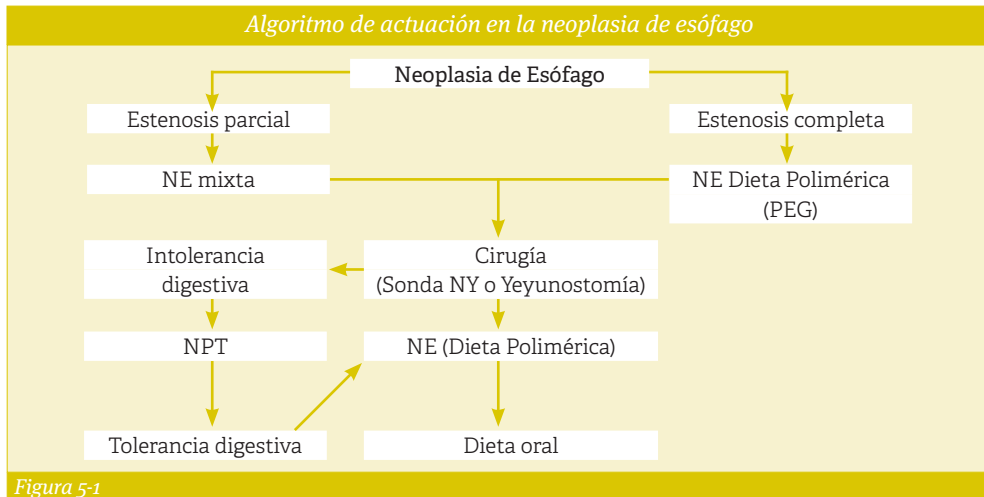 Algoritmo de actuación en la neoplasia de esófago
Neoplasia de Esófago
Estenosis parcial
Estenosis completa
NE mixta
NE Dieta Polimérica
(PEG)
Intolerancia
digestiva
Cirugía
(Sonda NY o Yeyunostomía)
NPT
NE (Dieta Polimérica)
Tolerancia digestiva
Dieta oral
Figura 5-1